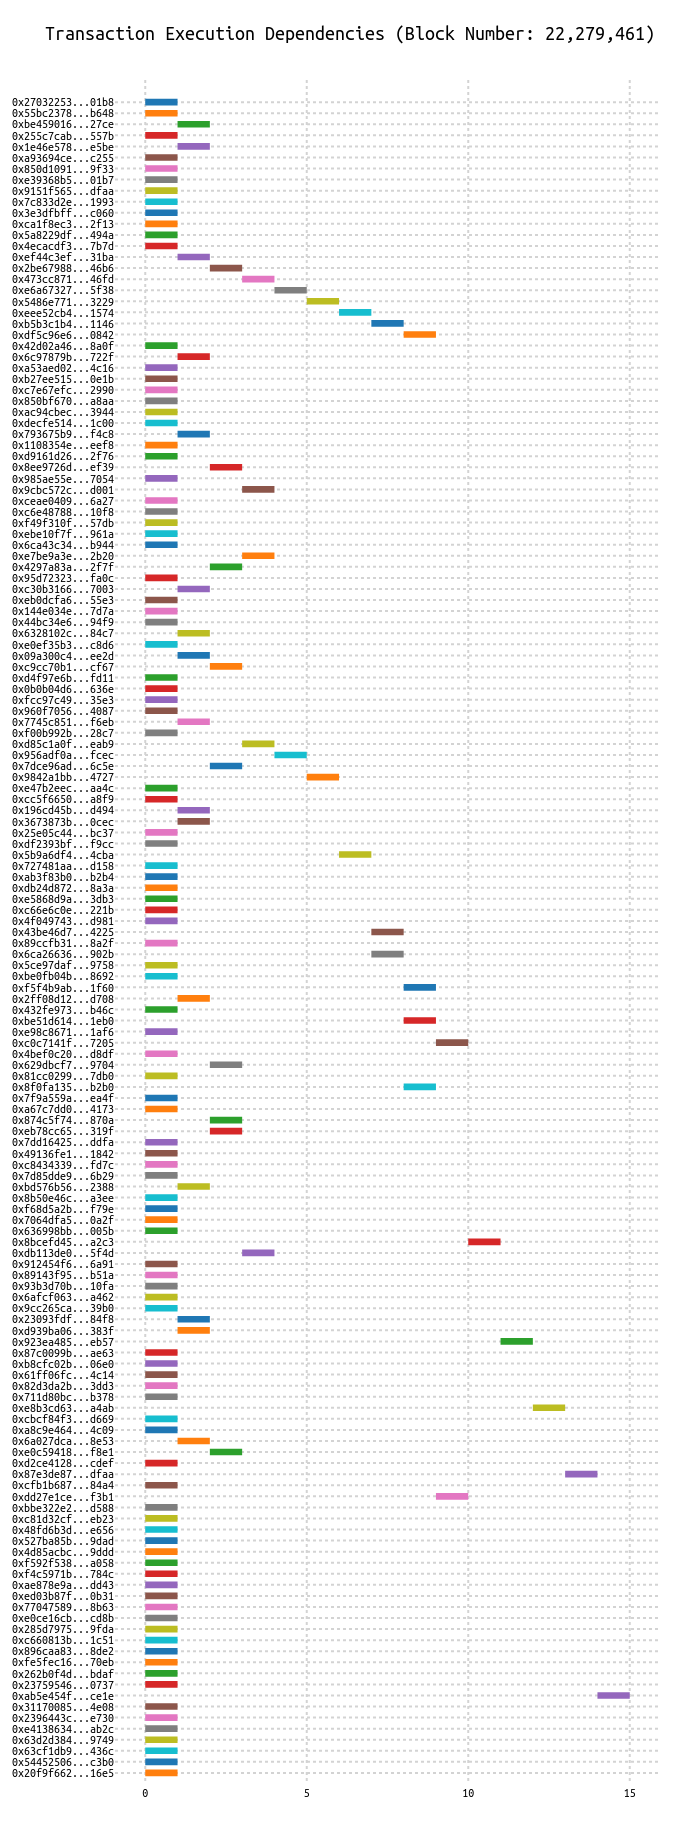 Transaction Execution Dependencies (Block Number: 22,279,461)
0x27032253...01b8
0x55bc2378...b648
0xbe459016...27ce
0x255c7cab...557b
0x1e46e578...e5be
0xa93694ce...c255
0x850d1091...9f33
0xe39368b5...01b7
0x9151f565...dfaa
0x7c833d2e...1993
0x3e3dfbff...c060
0xca1f8ec3...2f13
0x5a8229df...494a
0x4ecacdf3...7b7d
0xef44c3ef...31ba
0x2be67988...46b6
0x473cc871...46fd
0xe6a67327...5f38
0x5486e771...3229
0xeee52cb4...1574
0xb5b3c1b4...1146
0xdf5c96e6...0842
0x42d02a46...8a0f
0x6c97879b...722f
0xa53aed02...4c16
0xb27ee515...0e1b
0xc7e67efc...2990
0x850bf670...a8aa
0xac94cbec...3944
0xdecfe514...1c00
0x793675b9...f4c8
0x1108354e...eef8
0xd9161d26...2f76
0x8ee9726d...ef39
0x985ae55e...7054
0x9cbc572c...d001
0xceae0409...6a27
0xc6e48788...10f8
0xf49f310f...57db
0xebe10f7f...961a
0x6ca43c34...b944
0xe7be9a3e...2b20
0x4297a83a...2f7f
0x95d72323...fa0c
0xc30b3166...7003
0xeb0dcfa6...55e3
0x144e034e...7d7a
0x44bc34e6...94f9
0x6328102c...84c7
0xe0ef35b3...c8d6
0x09a300c4...ee2d
0xc9cc70b1...cf67
0xd4f97e6b...fd11
0x0b0b04d6...636e
0xfcc97c49...35e3
0x960f7056...4087
0x7745c851...f6eb
0xf00b992b...28c7
0xd85c1a0f...eab9
0x956adf0a...fcec
0x7dce96ad...6c5e
0x9842a1bb...4727
0xe47b2eec...aa4c
0xcc5f6650...a8f9
0x196cd45b...d494
0x3673873b...0cec
0x25e05c44...bc37
0xdf2393bf...f9cc
0x5b9a6df4...4cba
0x727481aa...d158
0xab3f83b0...b2b4
0xdb24d872...8a3a
0xe5868d9a...3db3
0xc66e6c0e...221b
0x4f049743...d981
0x43be46d7...4225
0x89ccfb31...8a2f
0x6ca26636...902b
0x5ce97daf...9758
0xbe0fb04b...8692
0xf5f4b9ab...1f60
0x2ff08d12...d708
0x432fe973...b46c
0xbe51d614...1eb0
0xe98c8671...1af6
0xc0c7141f...7205
0x4bef0c20...d8df
0x629dbcf7...9704
0x81cc0299...7db0
0x8f0fa135...b2b0
0x7f9a559a...ea4f
0xa67c7dd0...4173
0x874c5f74...870a
0xeb78cc65...319f
0x7dd16425...ddfa
0x49136fe1...1842
0xc8434339...fd7c
0x7d85dde9...6b29
0xbd576b56...2388
0x8b50e46c...a3ee
0xf68d5a2b...f79e
0x7064dfa5...0a2f
0x636998bb...005b
0x8bcefd45...a2c3
0xdb113de0...5f4d
0x912454f6...6a91
0x89143f95...b51a
0x93b3d70b...10fa
0x6afcf063...a462
0x9cc265ca...39b0
0x23093fdf...84f8
0xd939ba06...383f
0x923ea485...eb57
0x87c0099b...ae63
0xb8cfc02b...06e0
0x61ff06fc...4c14
0x82d3da2b...3dd3
0x711d80bc...b378
0xe8b3cd63...a4ab
0xcbcf84f3...d669
0xa8c9e464...4c09
0x6a027dca...8e53
0xe0c59418...f8e1
0xd2ce4128...cdef
0x87e3de87...dfaa
0xcfb1b687...84a4
0xdd27e1ce...f3b1
0xbbe322e2...d588
0xc81d32cf...eb23
0x48fd6b3d...e656
0x527ba85b...9dad
0x4d85acbc...9ddd
0xf592f538...a058
0xf4c5971b...784c
0xae878e9a...dd43
0xed03b87f...0b31
0x77047589...8b63
0xe0ce16cb...cd8b
0x285d7975...9fda
0xc660813b...1c51
0x896caa83...8de2
0xfe5fec16...70eb
0x262b0f4d...bdaf
0x23759546...0737
0xab5e454f...ce1e
0x31170085...4e08
0x2396443c...e730
0xe4138634...ab2c
0x63d2d384...9749
0x63cf1db9...436c
0x54452506...c3b0
0x20f9f662...16e5
0 5 10 15